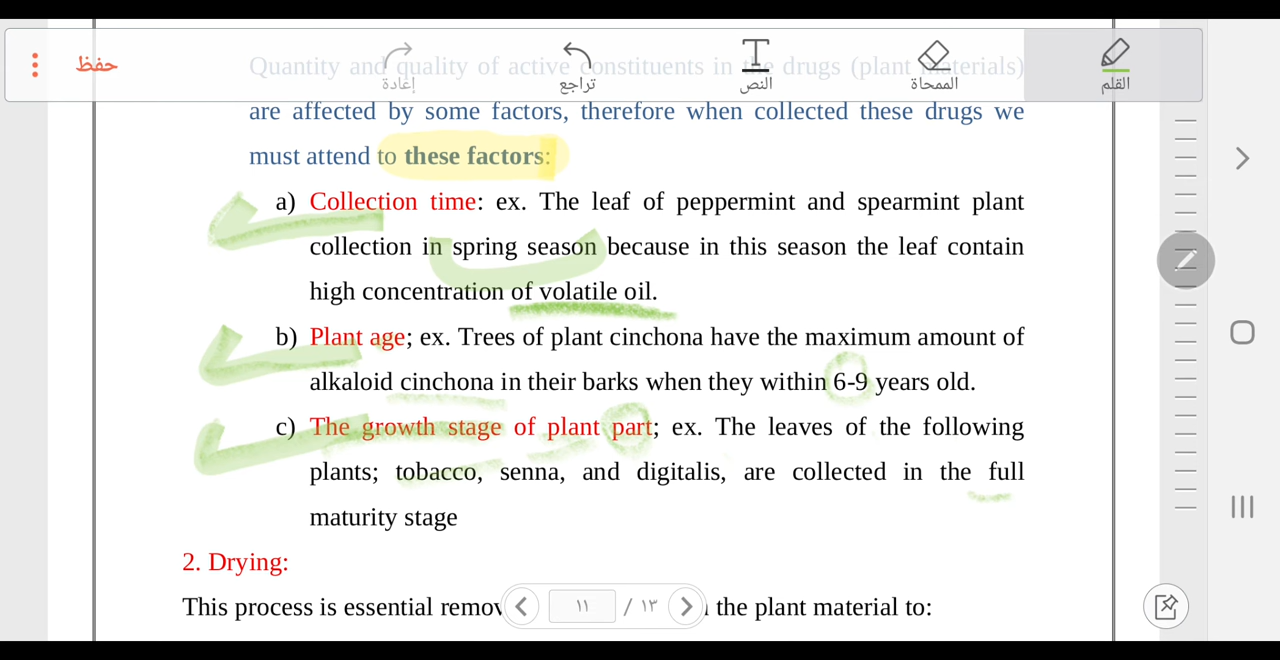 حفظ
إعادة
تراجع
النص
الممحاة
القلم
Quantity and quality of active constituents in the drugs (plant materials)
are affected by some factors, therefore when collected these drugs we
must attend to these factors:
a) Collection time: ex. The leaf of peppermint and spearmint plant
collection in spring season because in this season the leaf contain
high concentration of volatile oil.
b) Plant age; ex. Trees of plant cinchona have the maximum amount of
alkaloid cinchona in their barks when they within 6-9 years old.
c) The growth stage of plant part; ex. The leaves of the following
plants; tobacco, senna, and digitalis, are collected in the full
maturity stage
2. Drying:
This process is essential the plant material to:
١١ / ١٣